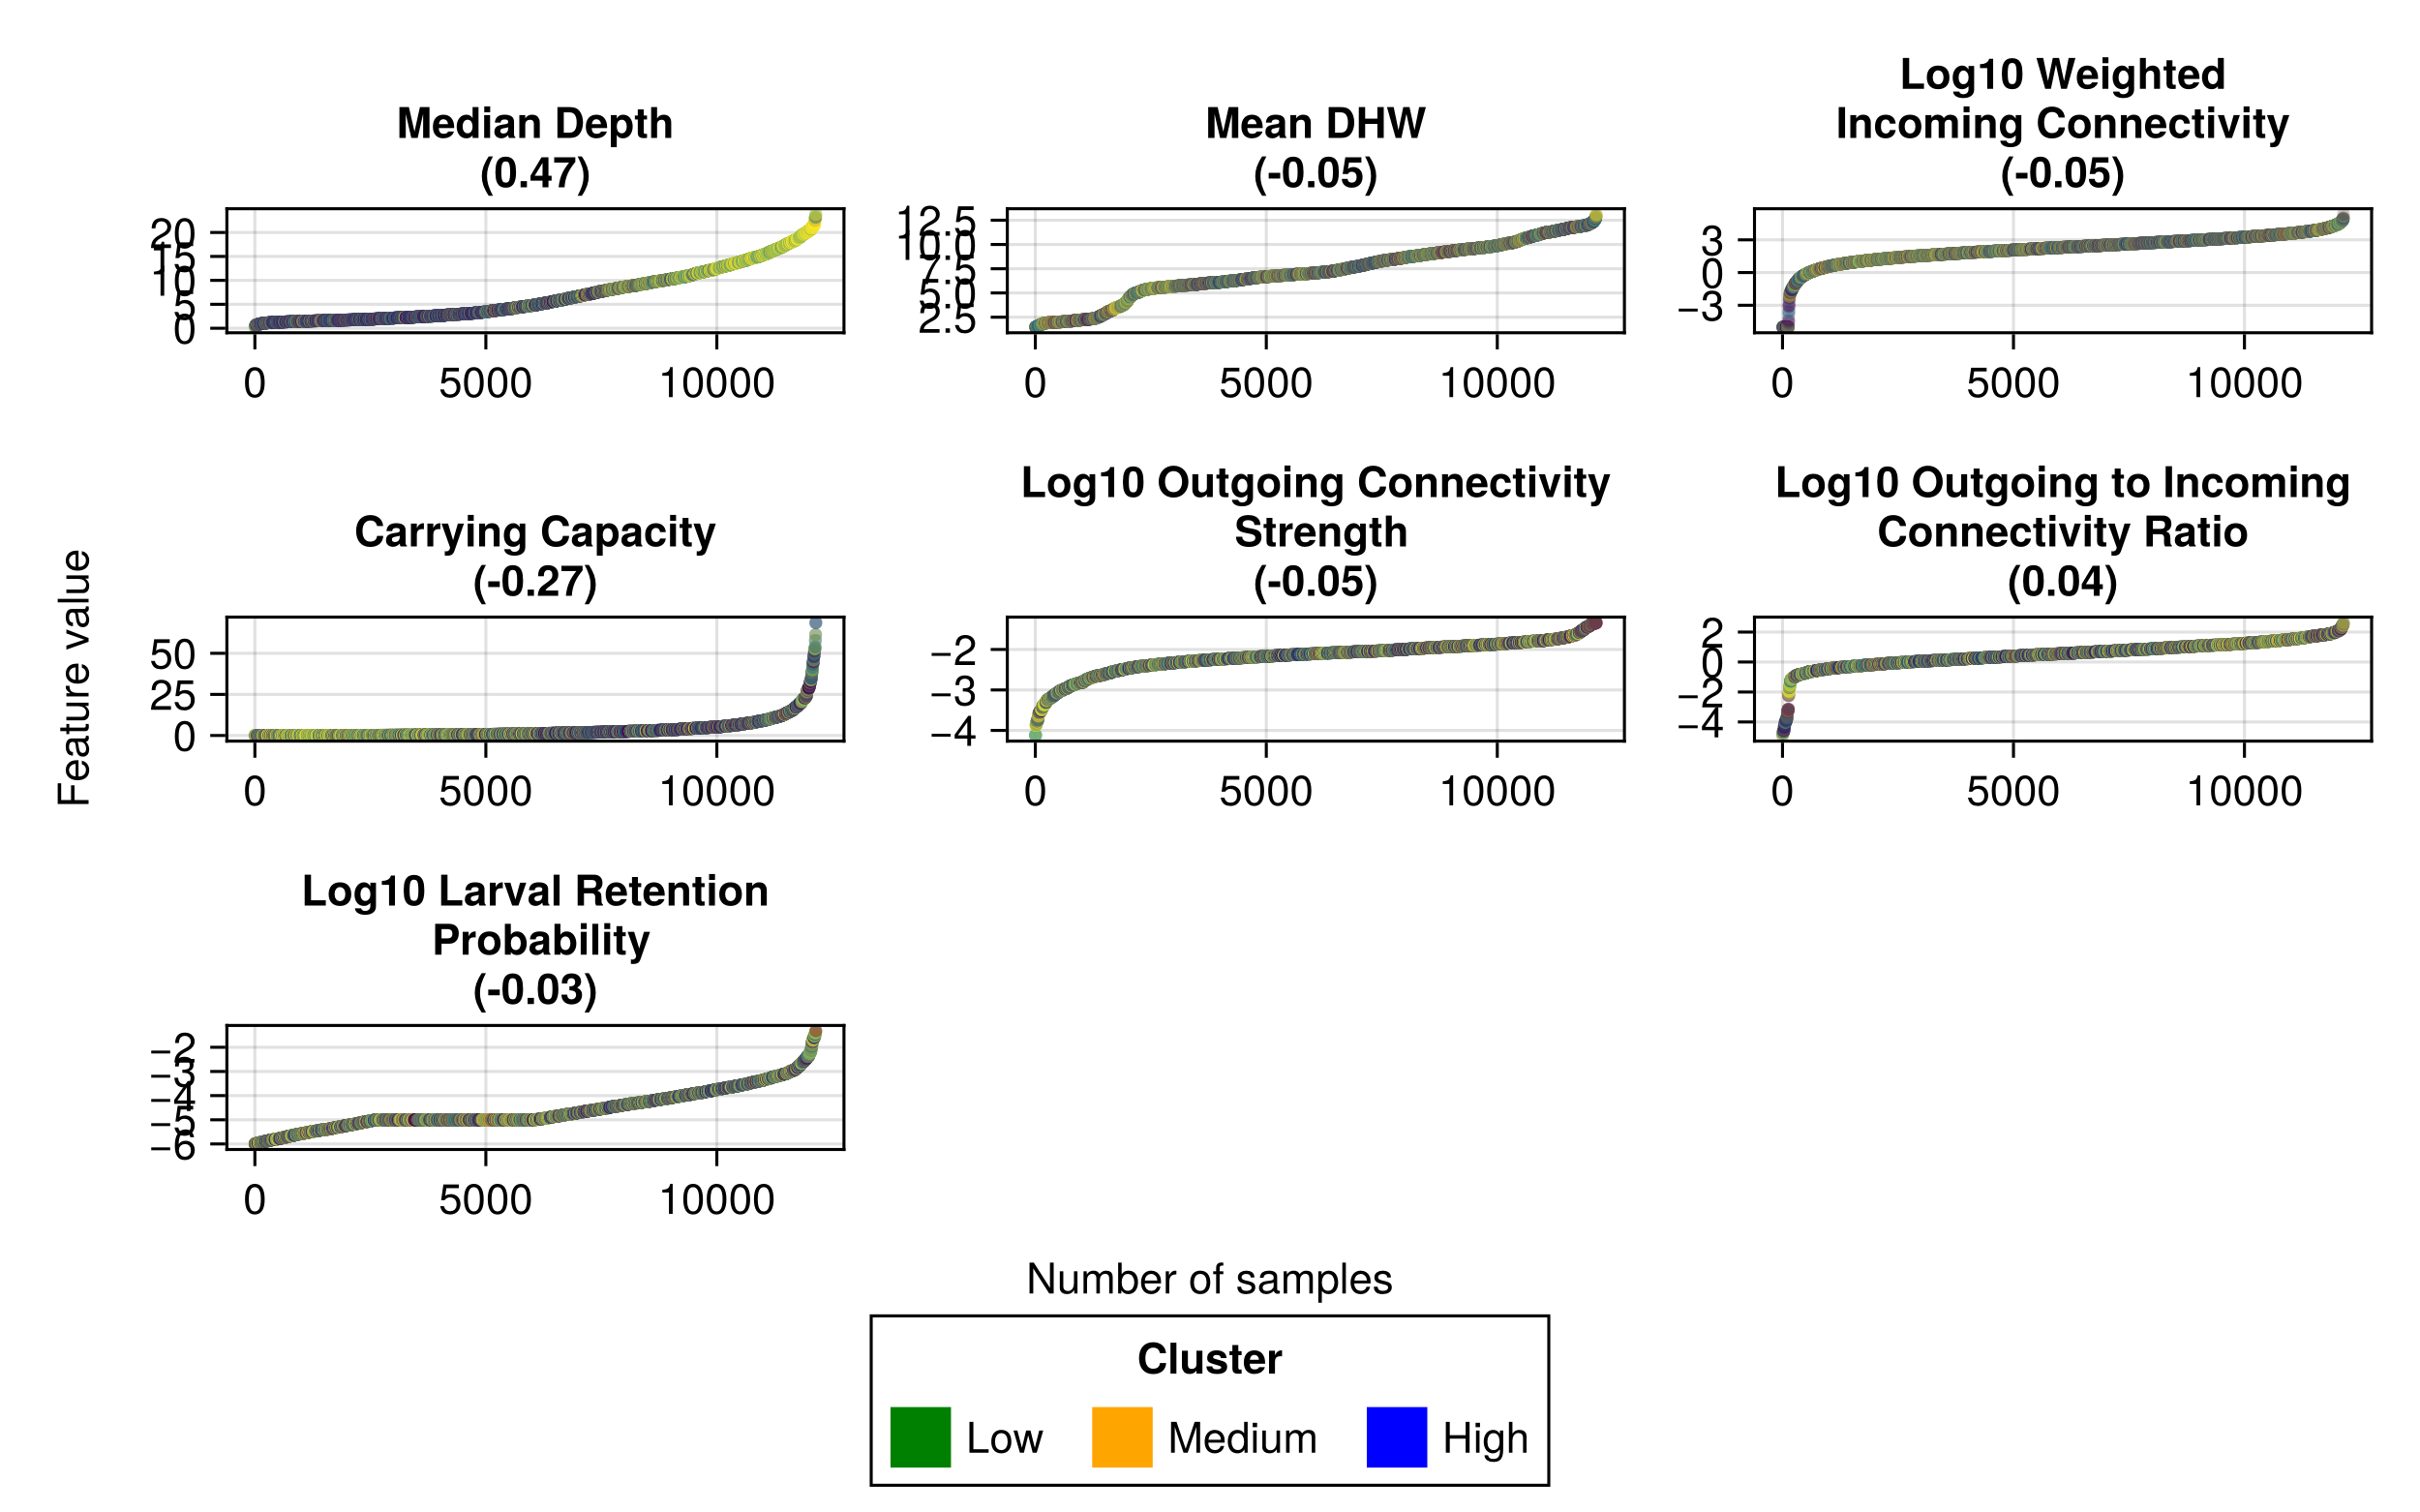 Median Depth
(0.47)
20
15
10
5
0
0 5000 10000
Mean DHW
(-0.05)
12.5
10.0
7.5
5.0
2.5
0 5000 10000
Log10 Weighted
Incoming Connectivity
(-0.05)
3
0
−3
0 5000 10000
Feature value
Carrying Capacity
(-0.27)
50
25
0
0 5000 10000
Log10 Outgoing Connectivity
Strength
(-0.05)
−2
−3
−4
0 5000 10000
Log10 Outgoing to Incoming
Connectivity Ratio
(0.04)
2
0
−2
−4
0 5000 10000
Log10 Larval Retention
Probability
(-0.03)
−2
−3
−4
−5
−6
0 5000 10000
Number of samples
Cluster
Low Medium High